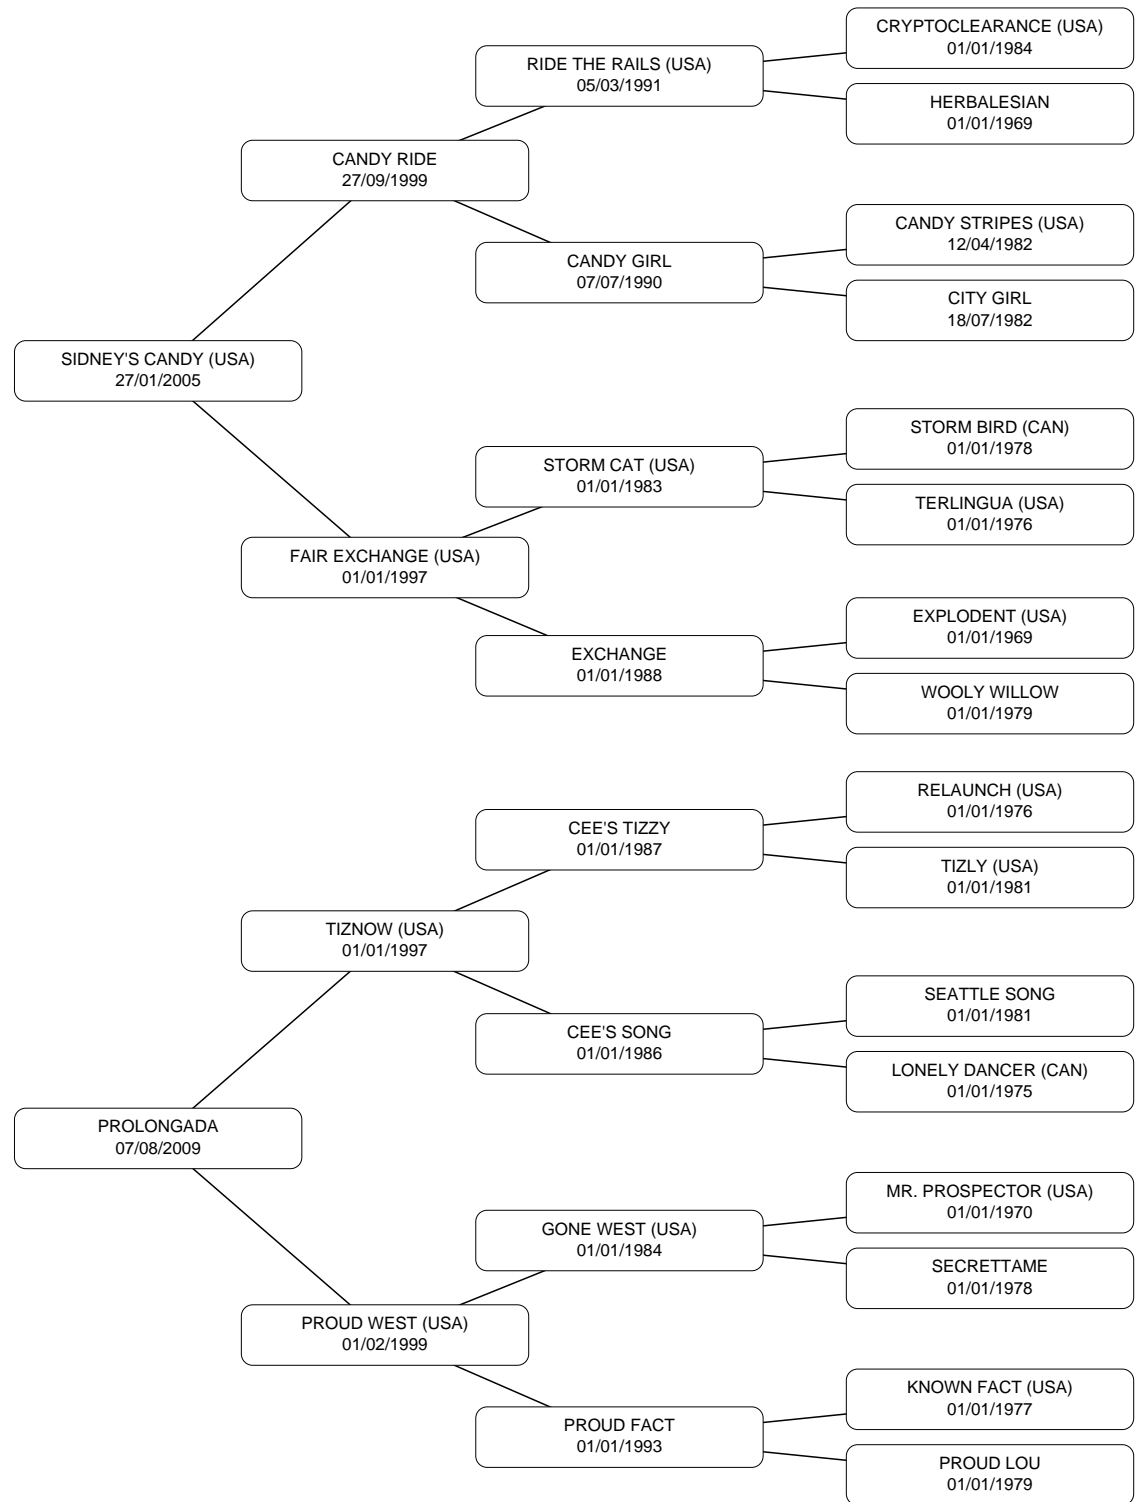 CRYPTOCLEARANCE (USA)
01/01/1984
RIDE THE RAILS (USA)
05/03/1991
HERBALESIAN
01/01/1969
CANDY RIDE
27/09/1999
CANDY STRIPES (USA)
12/04/1982
CANDY GIRL
07/07/1990
CITY GIRL
18/07/1982
SIDNEY'S CANDY (USA)
27/01/2005
STORM BIRD (CAN)
01/01/1978
STORM CAT (USA)
01/01/1983
TERLINGUA (USA)
01/01/1976
FAIR EXCHANGE (USA)
01/01/1997
EXPLODENT (USA)
01/01/1969
EXCHANGE
01/01/1988
WOOLY WILLOW
01/01/1979
RELAUNCH (USA)
01/01/1976
CEE'S TIZZY
01/01/1987
TIZLY (USA)
01/01/1981
TIZNOW (USA)
01/01/1997
SEATTLE SONG
01/01/1981
CEE'S SONG
01/01/1986
LONELY DANCER (CAN)
01/01/1975
PROLONGADA
07/08/2009
MR. PROSPECTOR (USA)
01/01/1970
GONE WEST (USA)
01/01/1984
SECRETTAME
01/01/1978
PROUD WEST (USA)
01/02/1999
KNOWN FACT (USA)
01/01/1977
PROUD FACT
01/01/1993
PROUD LOU
01/01/1979